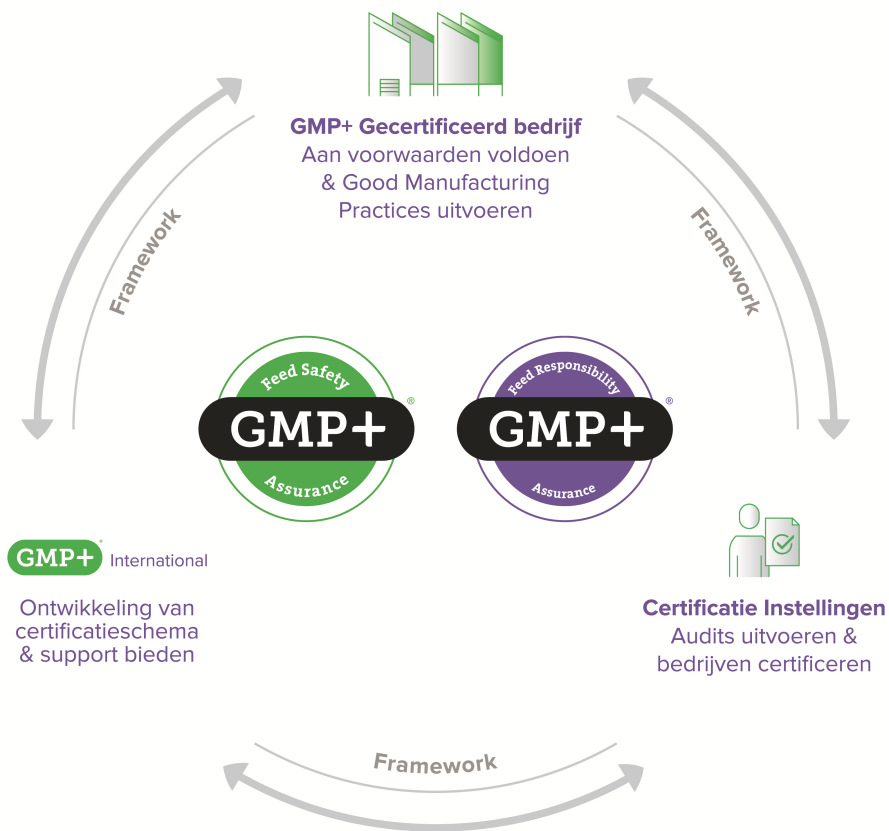 GMP+ Gecertificeerd bedrijf
Aan voorwaarden voldoen
& Good Manufacturing
Practices uitvoeren
Framework
Framework
Feed Safety
GMP+®
Assurance
Feed Responsibility
GMP+®
Assurance
GMP+® International
Ontwikkeling van
certificatieschema
& support bieden
Certificatie Instellingen
Audits uitvoeren &
bedrijven certificeren
Framework